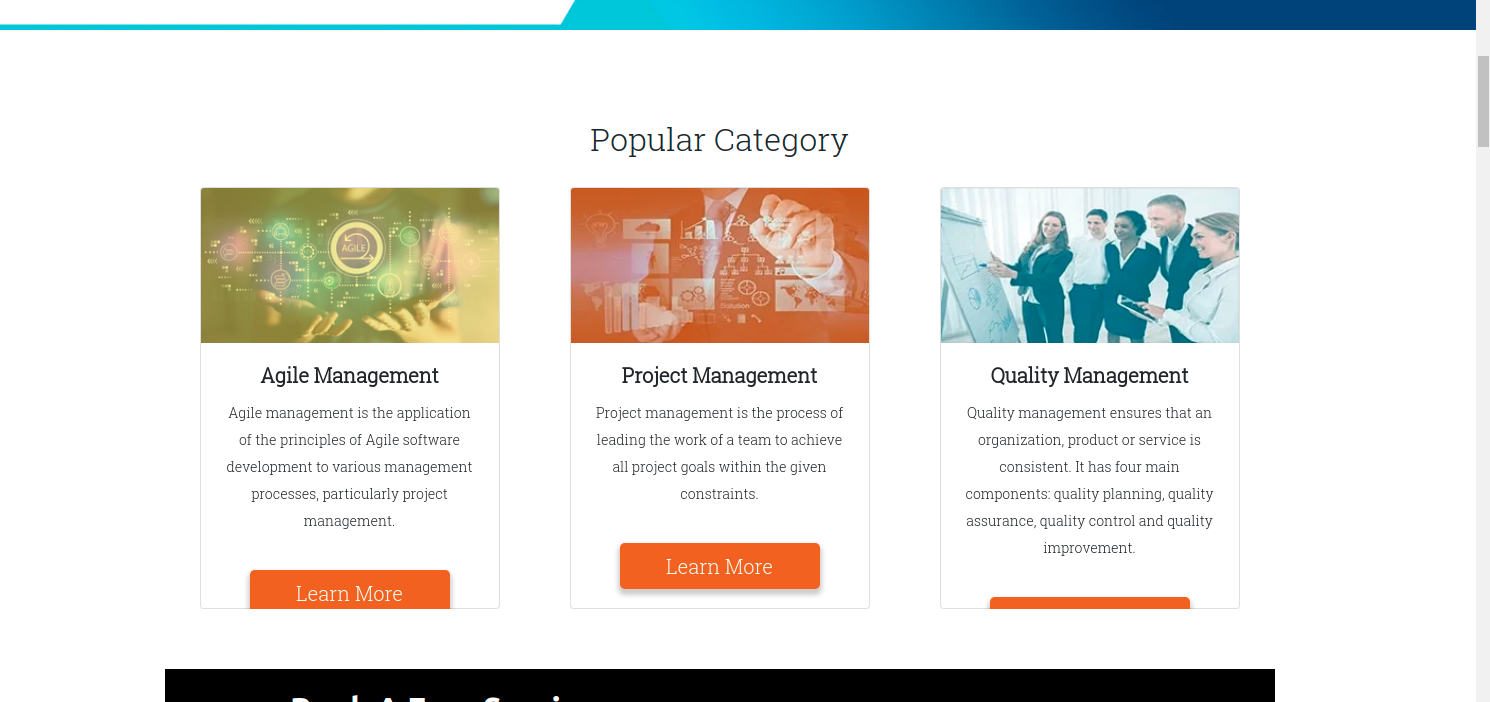 Popular Category
AGILE
Solution
Agile Management
Agile management is the application
of the principles of Agile software
development to various management
processes, particularly project
management.
Learn More
Project Management
Project management is the process of
leading the work of a team to achieve
all project goals within the given
constraints.
Learn More
Quality Management
Quality management ensures that an
organization, product or service is
consistent. It has four main
components: quality planning, quality
assurance, quality control and quality
improvement.